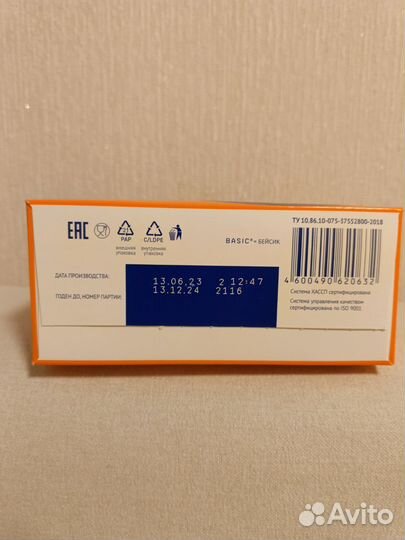 ТУ 10.86.10-075-37552800-2018
EAC
PAP
внешняя упаковка
C/LDPE
внутренняя упаковка
BASIC® = БЕЙСИК
ДАТА ПРОИЗВОДСТВА: 13.06.23 2 12:47
ГОДЕН ДО, НОМЕР ПАРТИИ: 13.12.24 2116
4 600490 620632
Система ХАССП сертифицирована
Система управления качеством
сертифицирована по ISO 9001
Avito